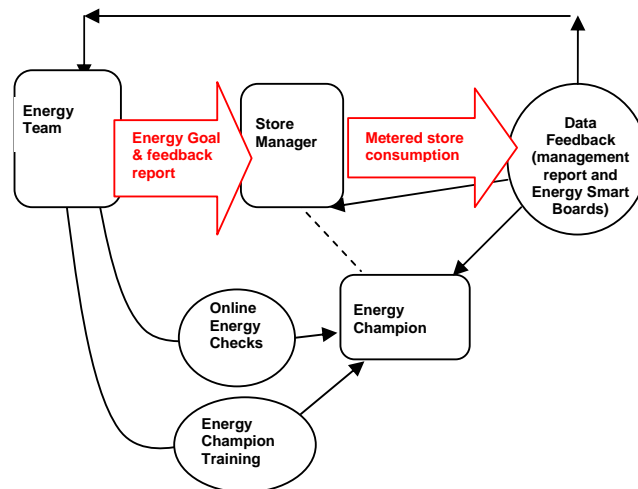 Energy
Team
Energy Goal
& feedback
report
Store
Manager
Metered store
consumption
Data
Feedback
(management
report and
Energy Smart
Boards)
Online
Energy
Checks
Energy
Champion
Energy
Champion
Training